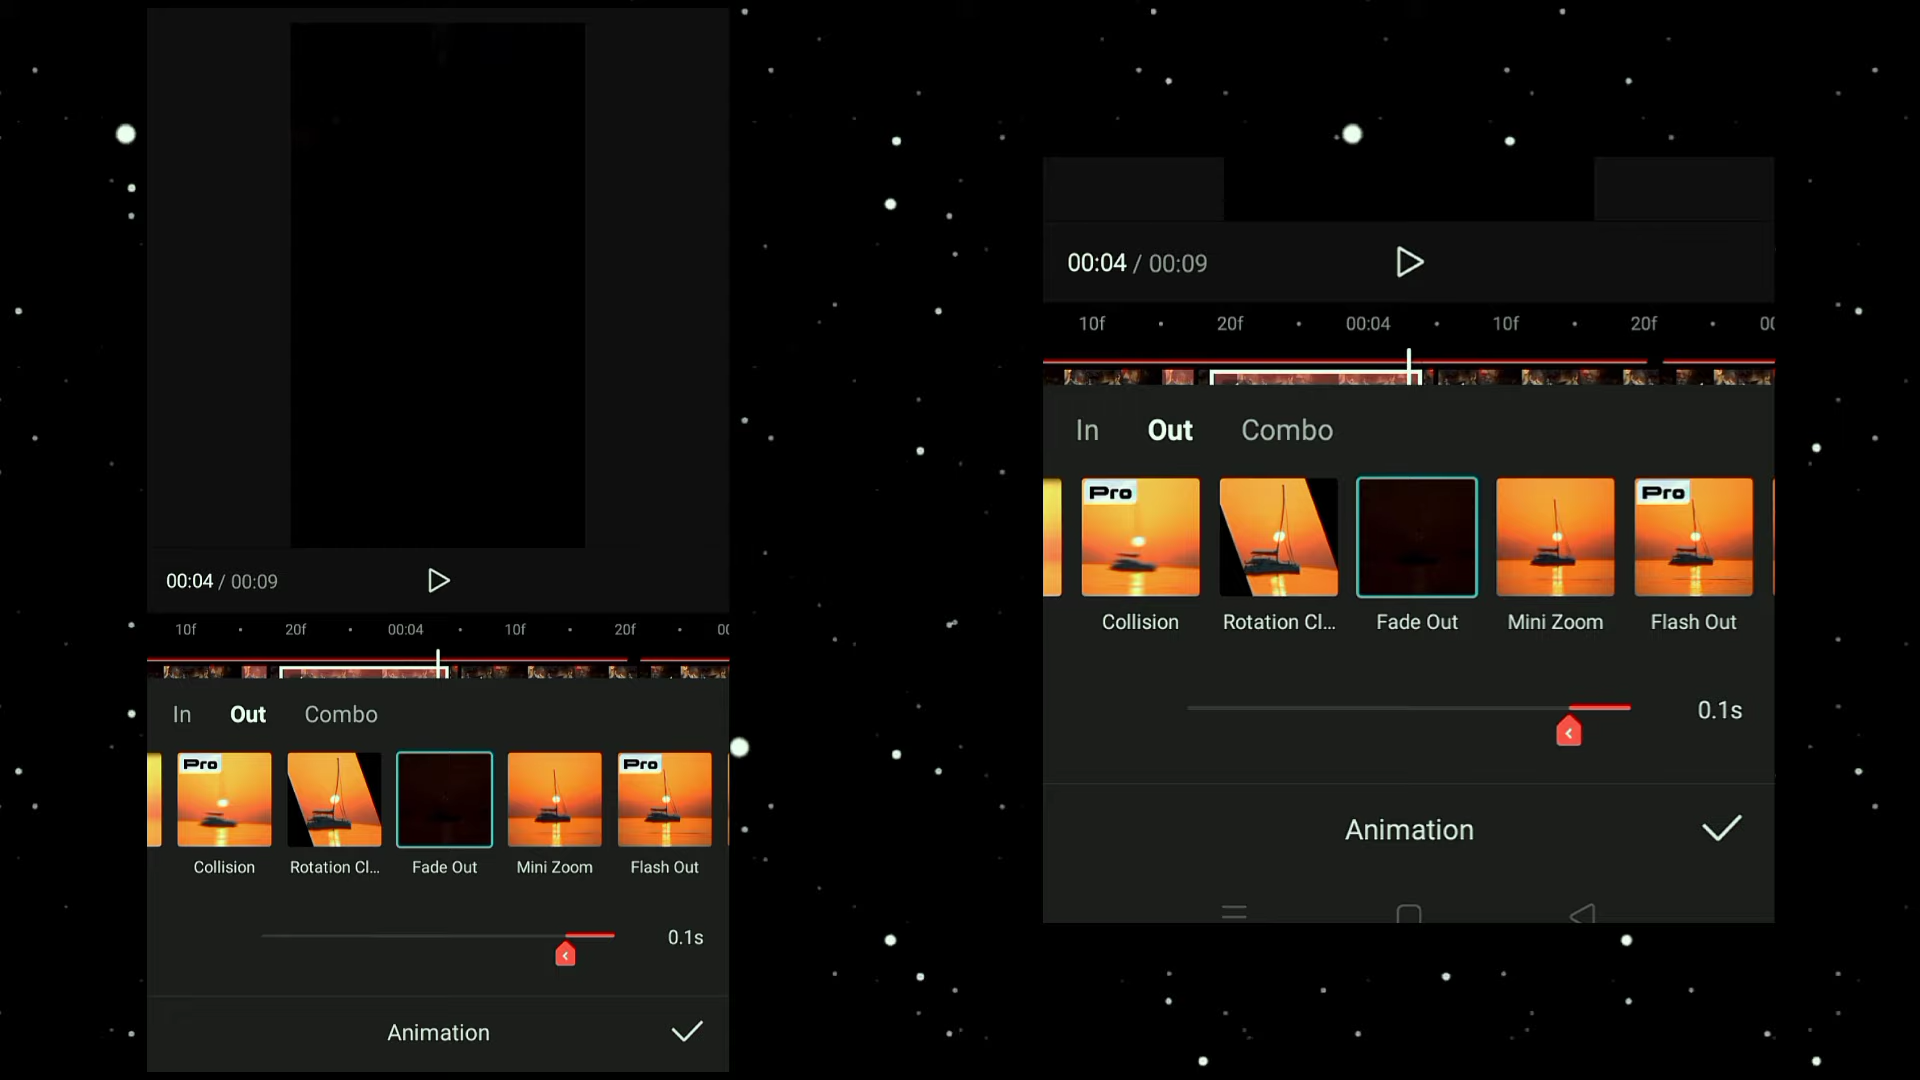 00:04 / 00:09
10f 20f 00:04 10f 20f
In Out Combo
Pro Pro
Collision Rotation Cl... Fade Out Mini Zoom Flash Out
0.1s
Animation
00:04 / 00:09
10f 20f 00:04 10f 20f
In Out Combo
Pro Pro
Collision Rotation Cl... Fade Out Mini Zoom Flash Out
0.1s
Animation